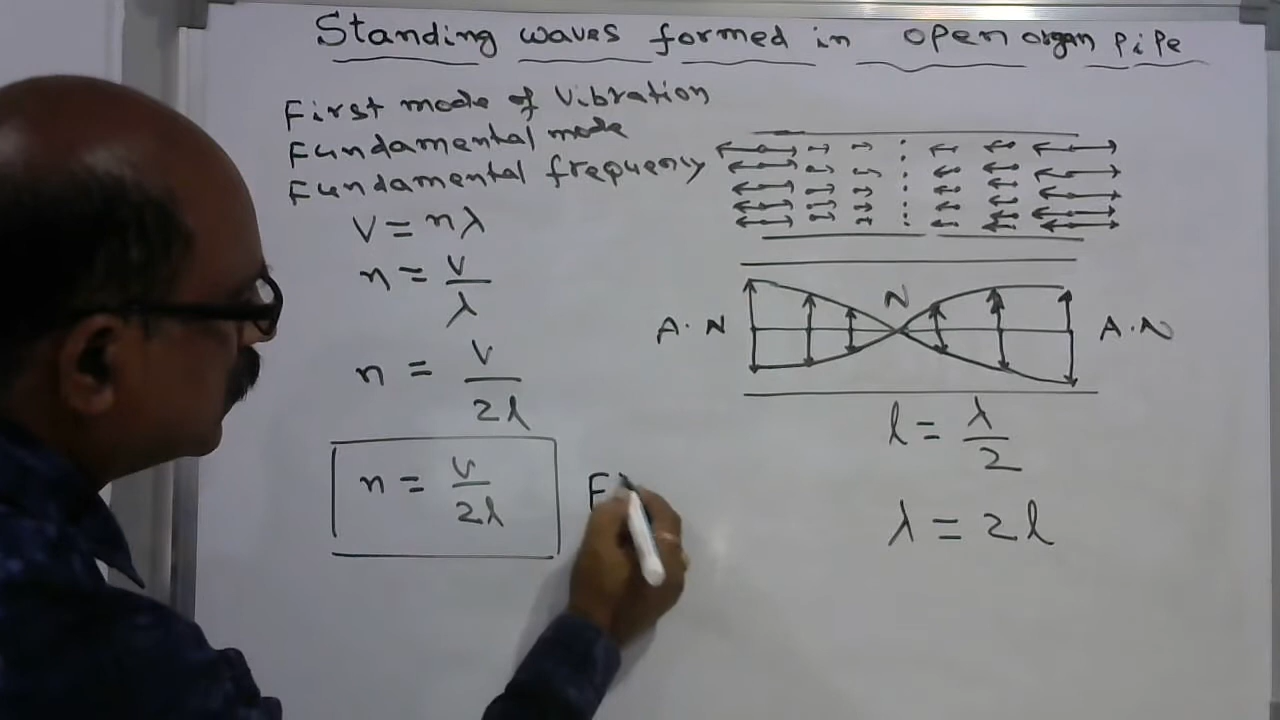 Standing waves formed in open organ pipe
First mode of Vibration
Fundamental mode
Fundamental frequency
V = nλ
n = v/λ
n = v/2l
n = v/2l
F
N
A.N
A.N
l = λ/2
λ = 2l